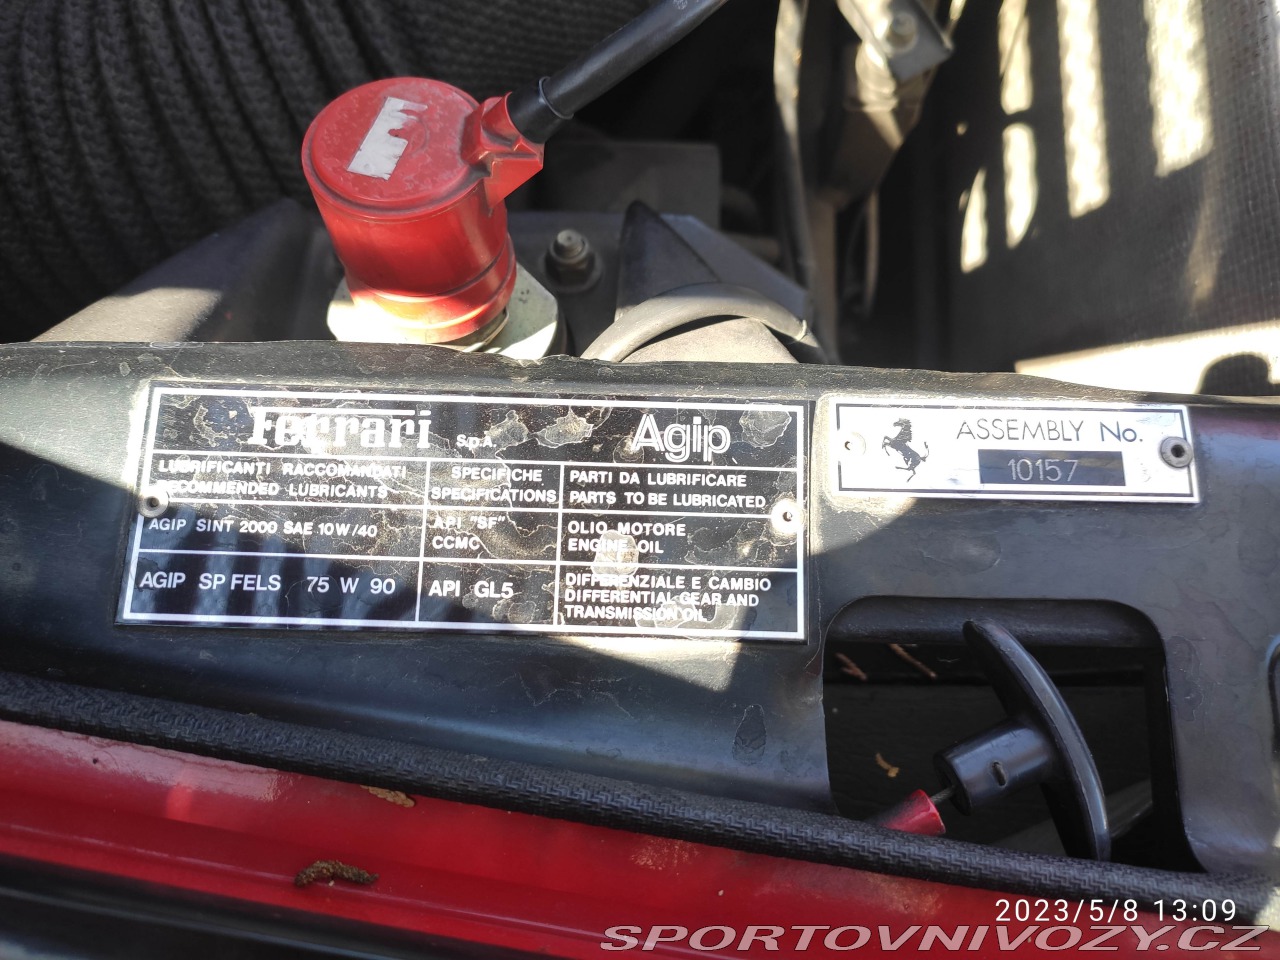 Ferrari S.p.A. Agip
LUBRIFICANTI RACCOMANDATI
RECOMMENDED LUBRICANTS
SPECIFICHE
SPECIFICATIONS
PARTI DA LUBRIFICARE
PARTS TO BE LUBRICATED
AGIP SINT 2000 SAE 10W/40
API "SF"
CCMC
OLIO MOTORE
ENGINE OIL
AGIP SP FELS 75 W 90
API GL5
DIFFERENZIALE E CAMBIO
DIFFERENTIAL GEAR AND
TRANSMISSION OIL
ASSEMBLY No.
10157
2023/5/8 13:09
SPORTOVNIVOZY.CZ